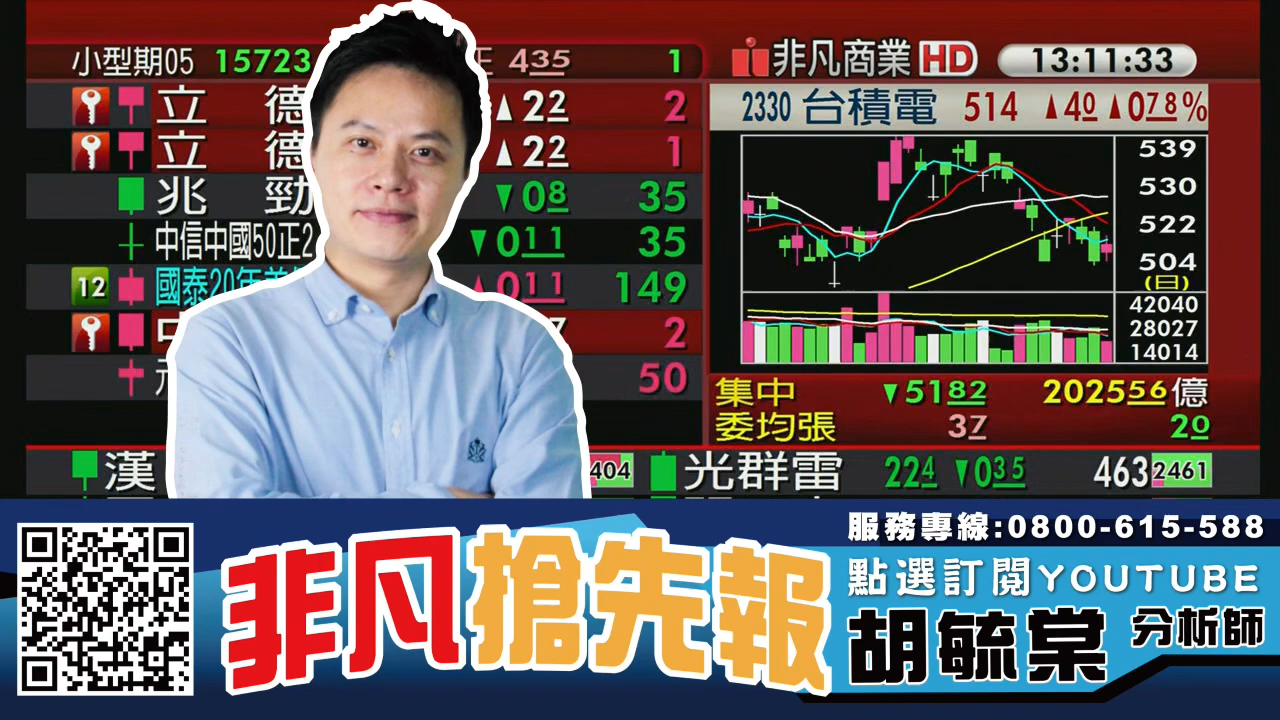 小型期05 15723 正 435 1
立 德 ▲22 2
立 德 ▲22 1
兆 勁 ▼08 35
中信中國50正2 ▼011 35
12 國泰20年美 ▲011 149
中 2
元 50
非凡商業HD 13:11:33
2330 台積電 514 ▲40 ▲078%
539
530
522
504
(日)
42040
28027
14014
集中 ▼5182 202556億
委均張 37 20
漢 404 光群雷 224 ▼035 463 2461
服務專線:0800-615-588
點選訂閱YOUTUBE
非凡搶先報
胡毓棠 分析師